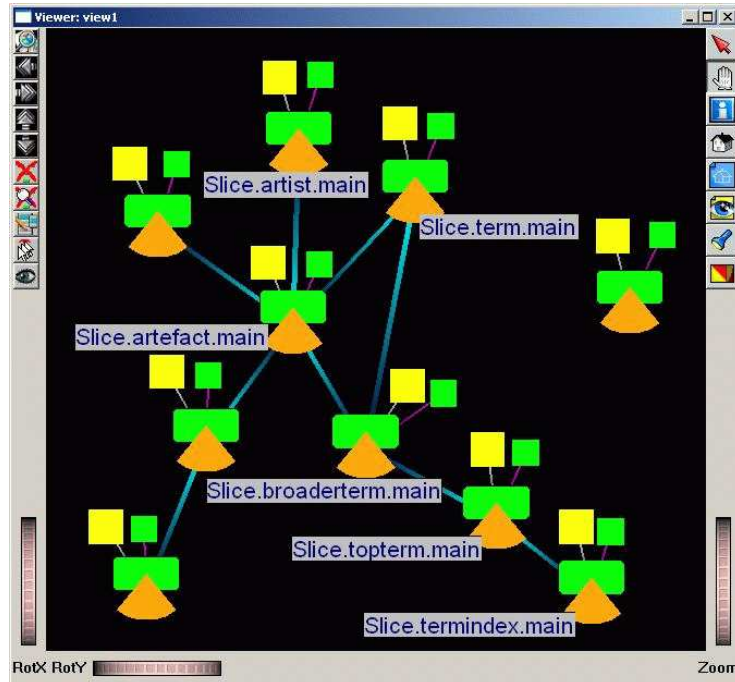 Viewer: view1
Slice.artist.main
Slice.term.main
Slice.artefact.main
Slice.broaderterm.main
Slice.topterm.main
Slice.termindex.main
RotX RotY
Zoom